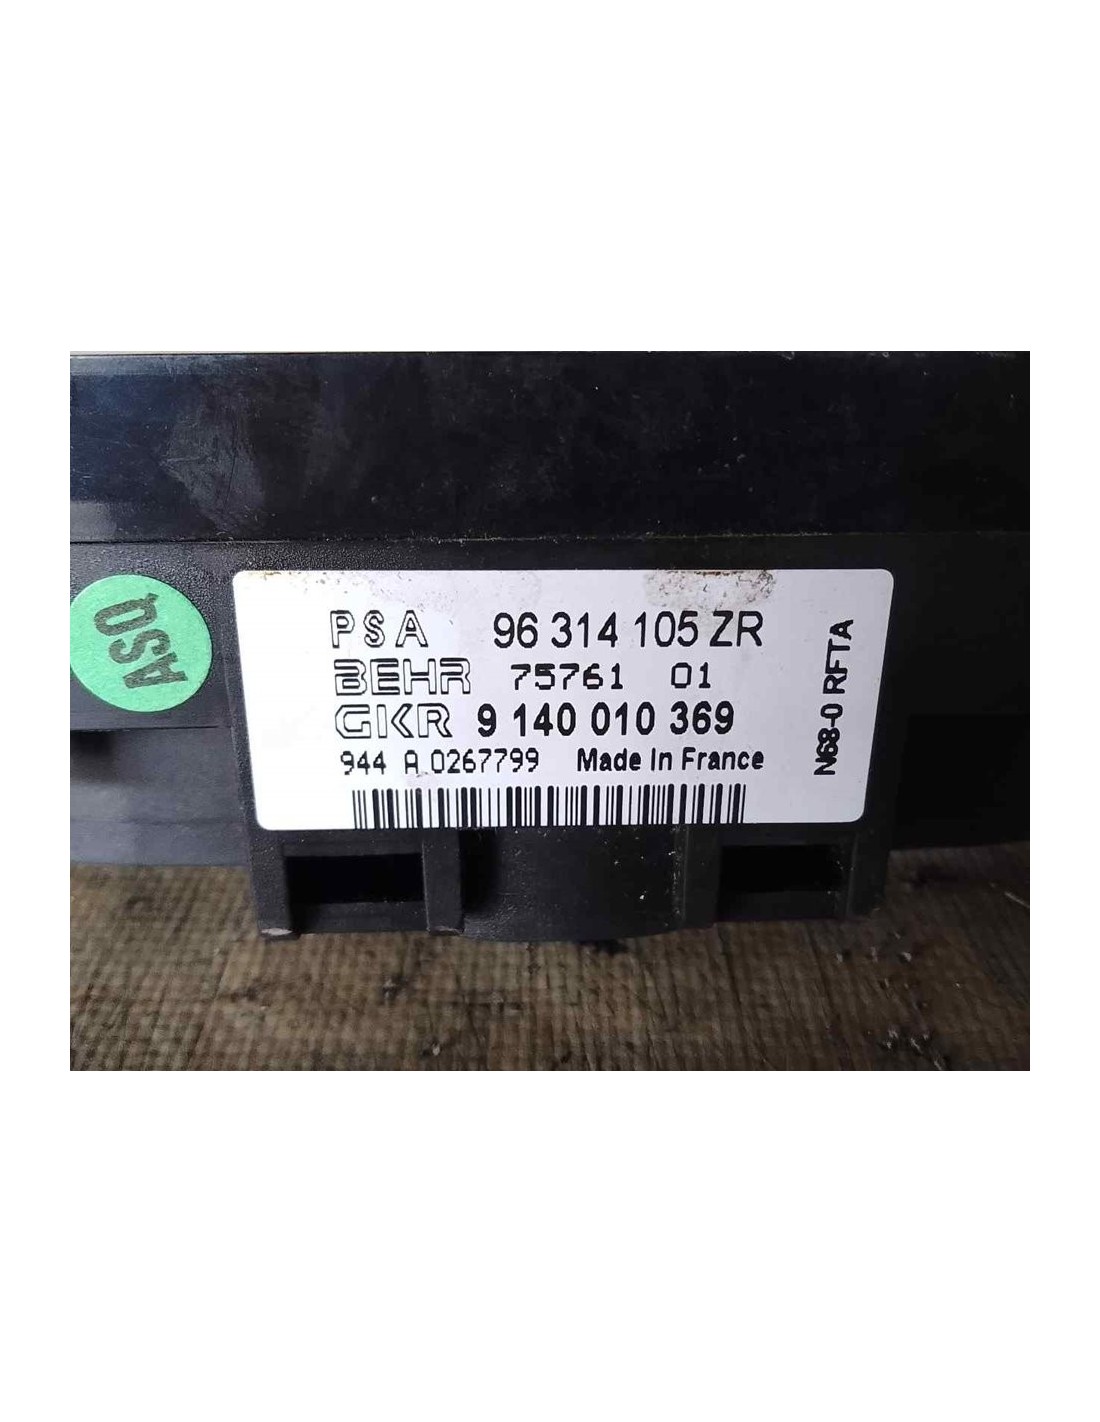 ASQ
PSA 96 314 105 ZR
BEHR 75761 01
GKR 9 140 010 369
944 A 0267799 Made In France
N68-0 RFTA